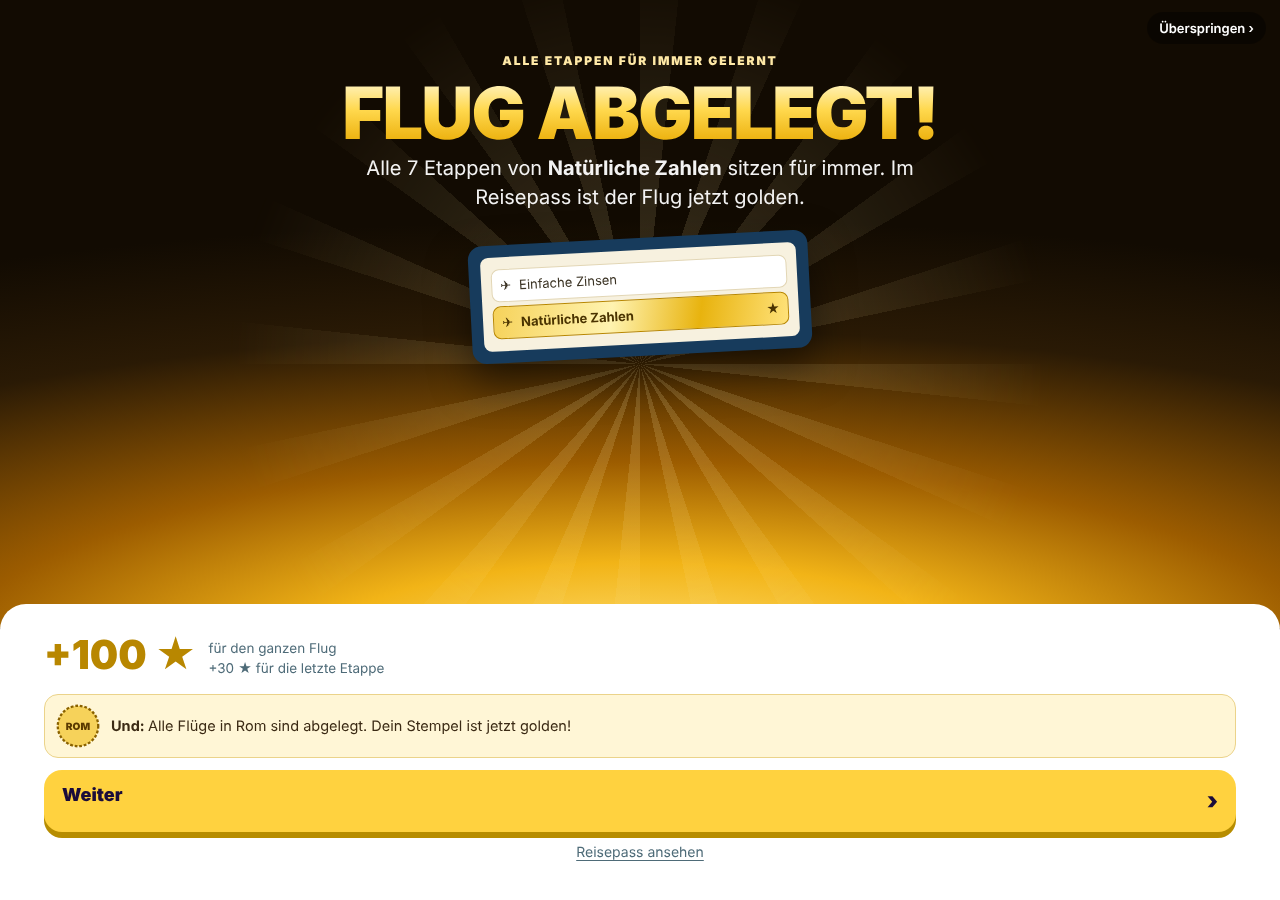 Überspringen ›
ALLE ETAPPEN FÜR IMMER GELERNT
FLUG ABGELEGT!
Alle 7 Etappen von Natürliche Zahlen sitzen für immer. Im
Reisepass ist der Flug jetzt golden.
✈ Einfache Zinsen
✈ Natürliche Zahlen ★
+100 ★
für den ganzen Flug
+30 ★ für die letzte Etappe
ROM
Und: Alle Flüge in Rom sind abgelegt. Dein Stempel ist jetzt golden!
Weiter ›
Reisepass ansehen